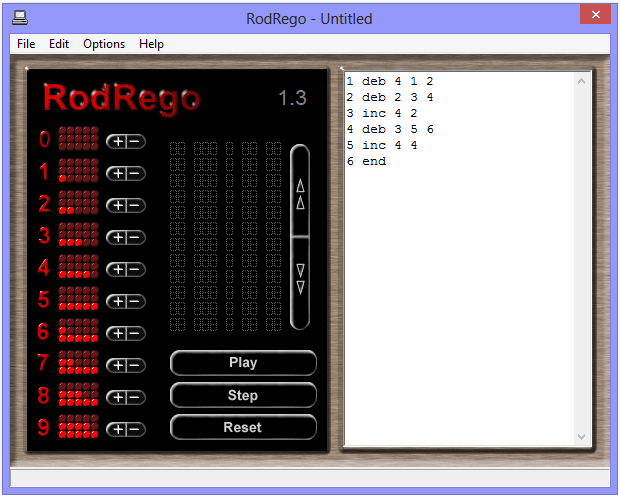 RodRego - Untitled
File Edit Options Help
RodRego 1.3
0 + −
1 + −
2 + −
3 + −
4 + −
5 + −
6 + −
7 + −
8 + −
9 + −
Play
Step
Reset
1 deb 4 1 2
2 deb 2 3 4
3 inc 4 2
4 deb 3 5 6
5 inc 4 4
6 end